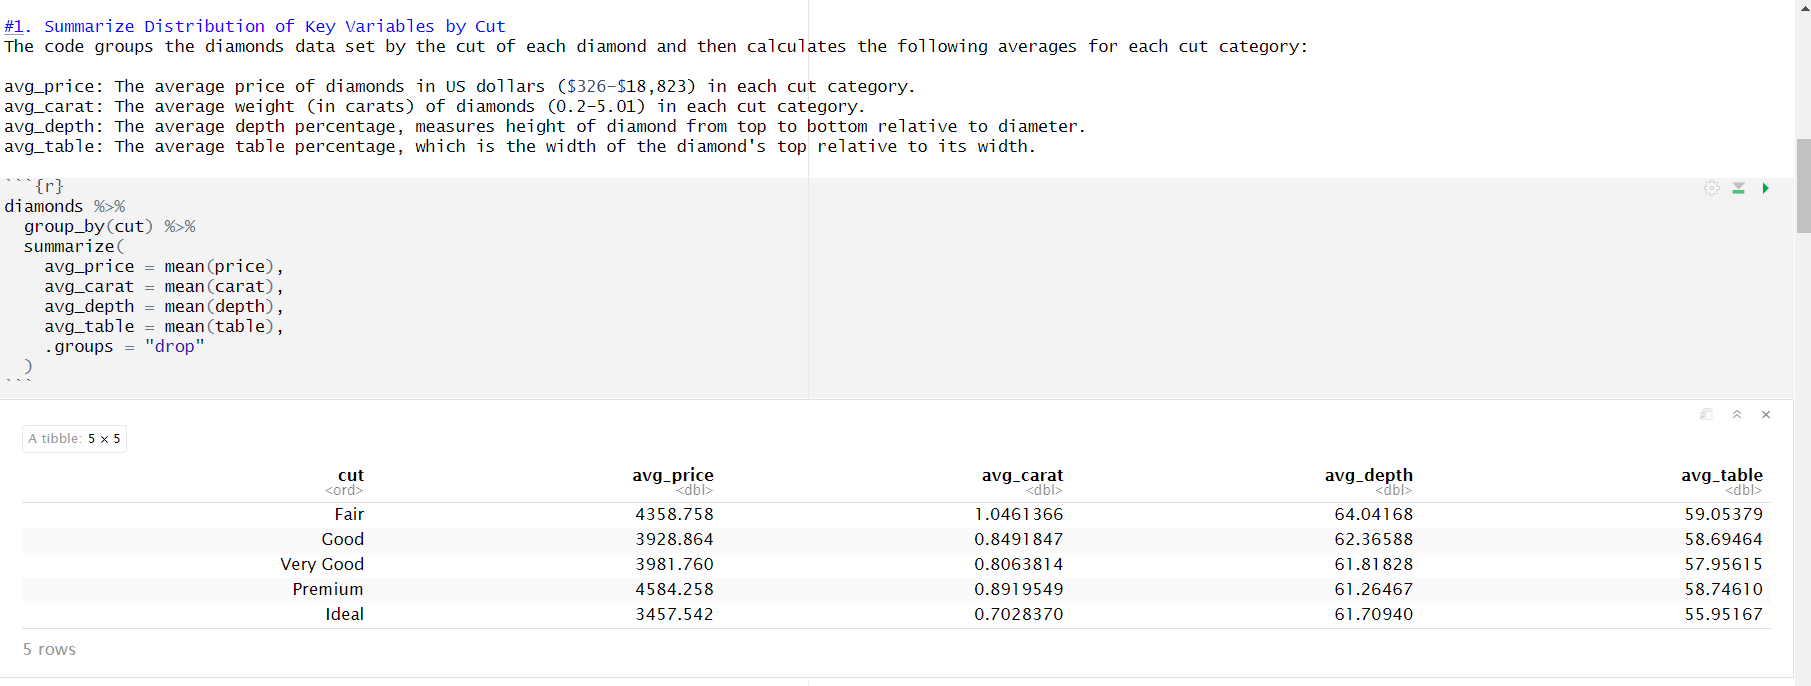 #1. Summarize Distribution of Key Variables by Cut
The code groups the diamonds data set by the cut of each diamond and then calculates the following averages for each cut category:
avg_price: The average price of diamonds in US dollars ($326-$18,823) in each cut category.
avg_carat: The average weight (in carats) of diamonds (0.2-5.01) in each cut category.
avg_depth: The average depth percentage, measures height of diamond from top to bottom relative to diameter.
avg_table: The average table percentage, which is the width of the diamond's top relative to its width.
```{r}
diamonds %>%
  group_by(cut) %>%
  summarize(
    avg_price = mean(price),
    avg_carat = mean(carat),
    avg_depth = mean(depth),
    avg_table = mean(table),
    .groups = "drop"
  )
```
A tibble: 5 × 5
cut avg_price avg_carat avg_depth avg_table
<ord> <dbl> <dbl> <dbl> <dbl>
Fair 4358.758 1.0461366 64.04168 59.05379
Good 3928.864 0.8491847 62.36588 58.69464
Very Good 3981.760 0.8063814 61.81828 57.95615
Premium 4584.258 0.8919549 61.26467 58.74610
Ideal 3457.542 0.7028370 61.70940 55.95167
5 rows